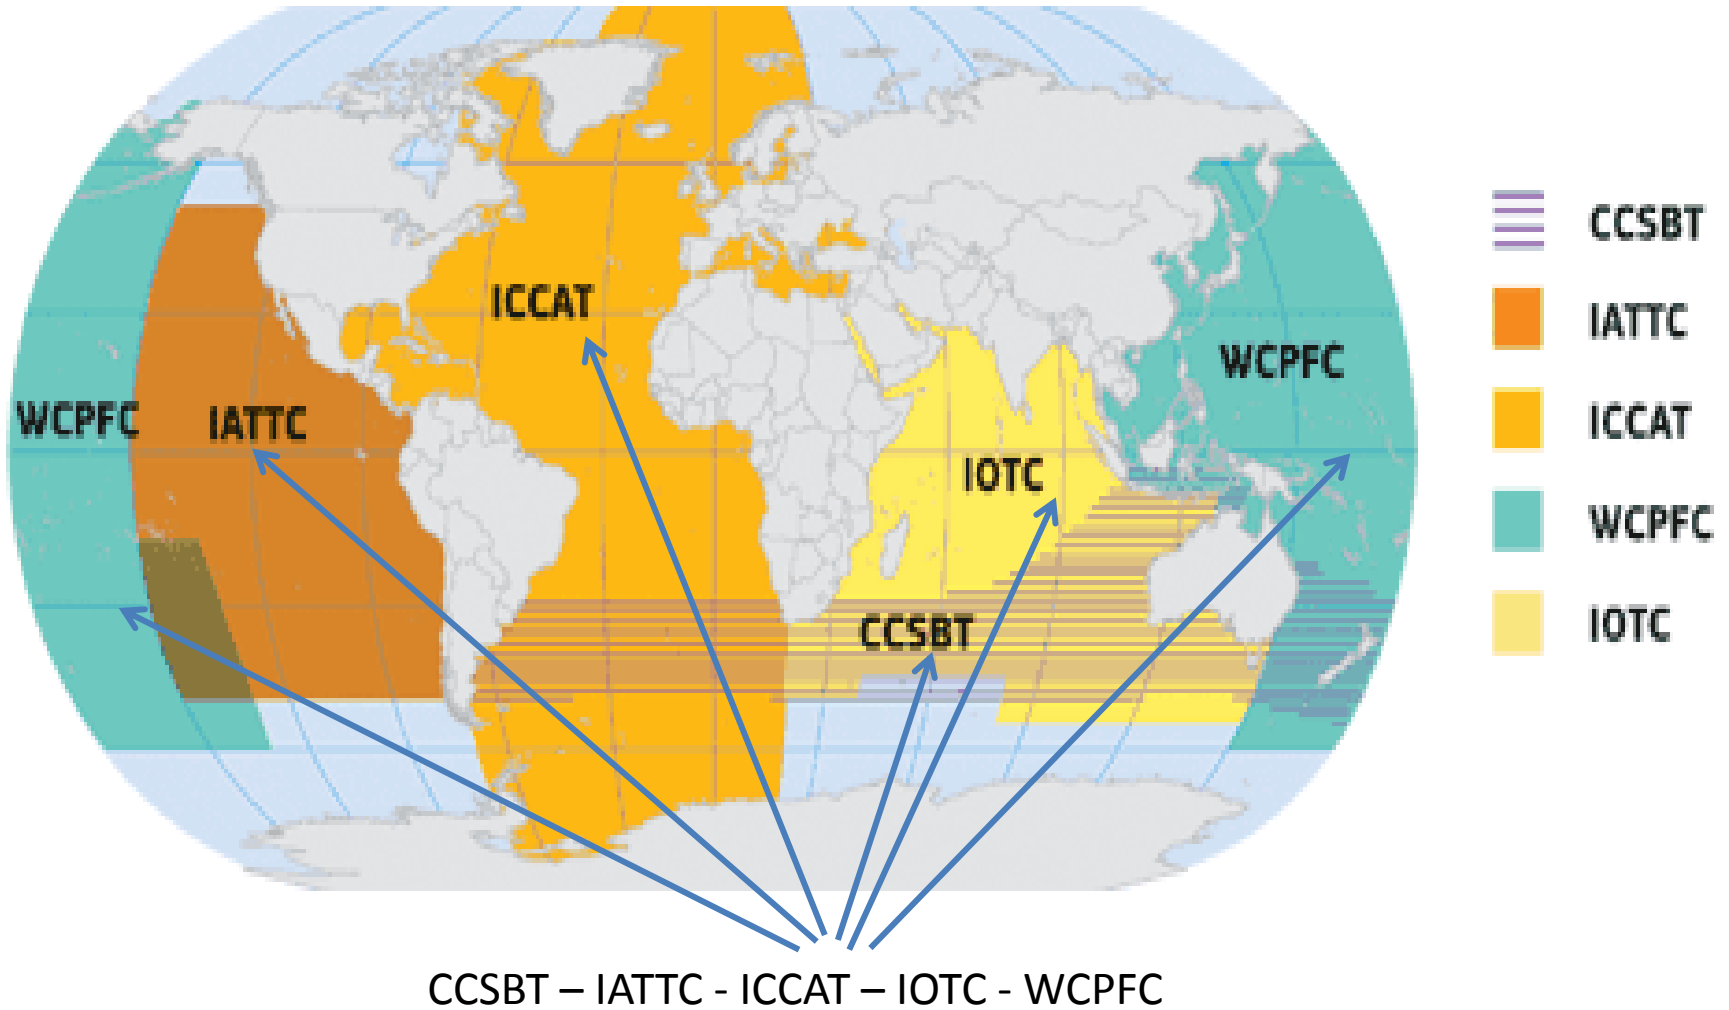 ICCAT
WCPFC
WCPFC
IATTC
IOTC
CCSBT
CCSBT
IATTC
ICCAT
WCPFC
IOTC
CCSBT – IATTC - ICCAT – IOTC - WCPFC